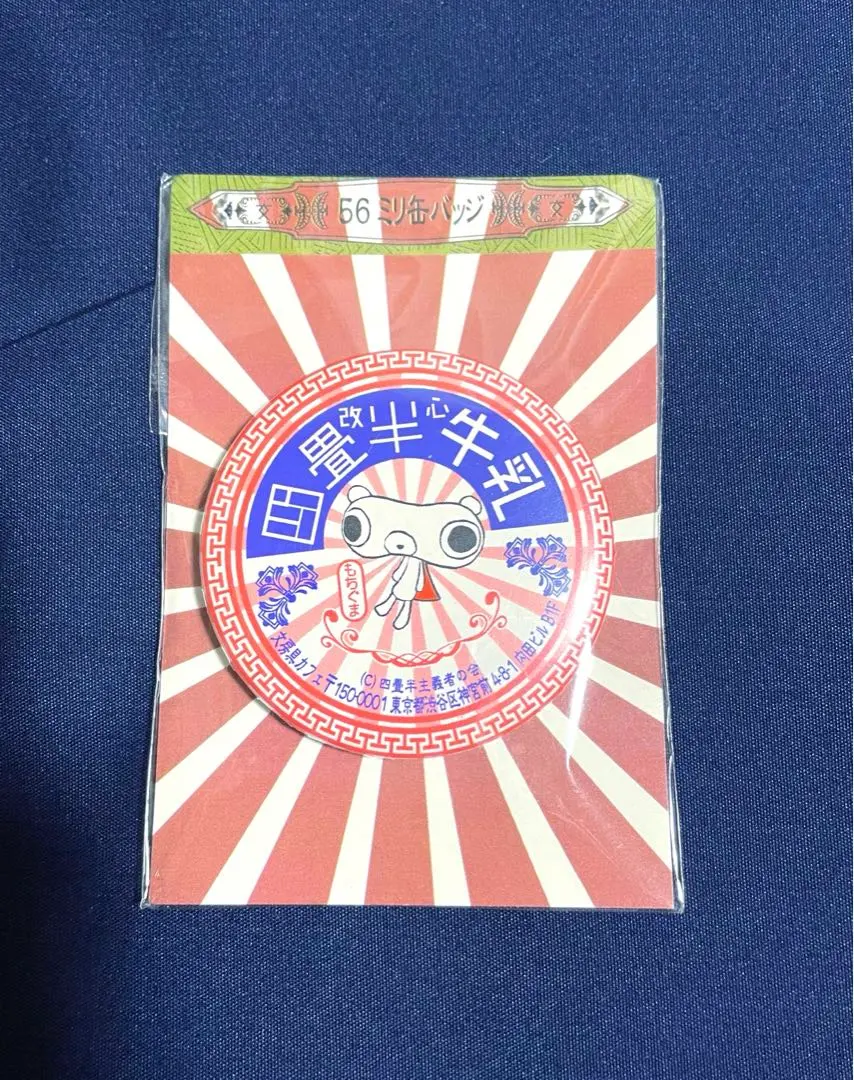 56ミリ缶バッジ
四畳改半心牛乳
もちぐま
(C) 四畳半主義者の会
文房具カフェ〒150-0001 東京都渋谷区神宮前 4-8-1 内田ビル B1F